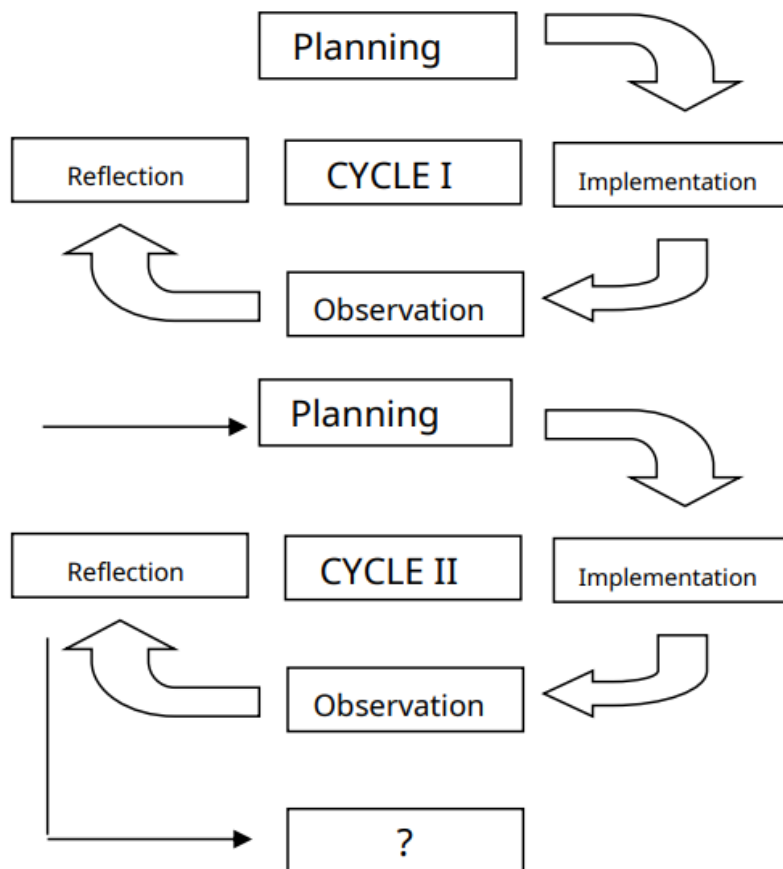 Planning
Reflection
CYCLE I
Implementation
Observation
Planning
Reflection
CYCLE II
Implementation
Observation
?